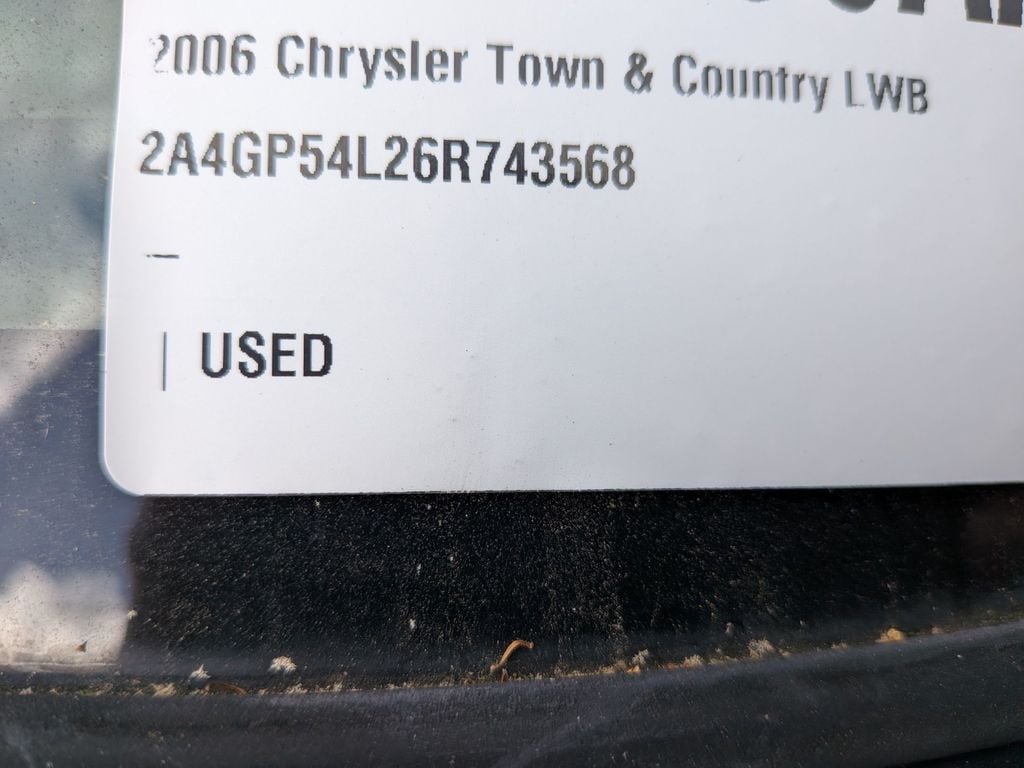 2006 Chrysler Town & Country LWB
2A4GP54L26R743568
–
| USED